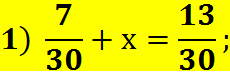 1) 7/30 + x = 13/30 ;